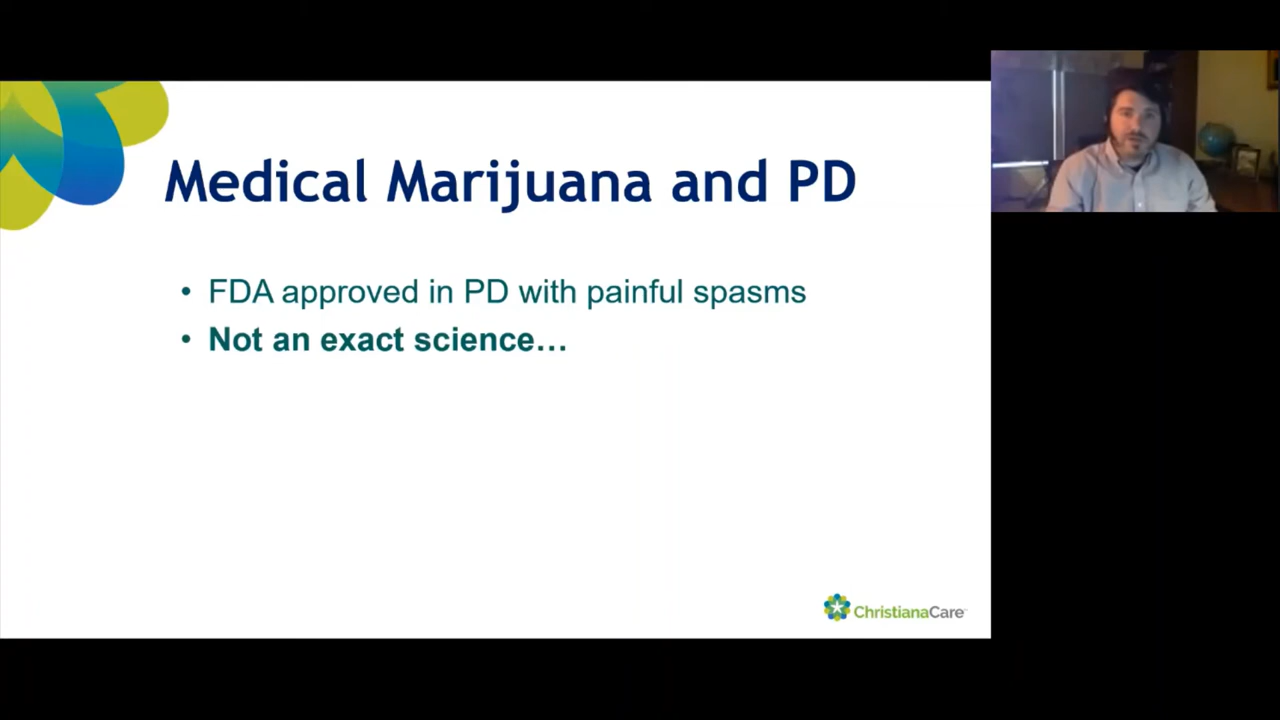 Medical Marijuana and PD
• FDA approved in PD with painful spasms
• Not an exact science…
ChristianaCare